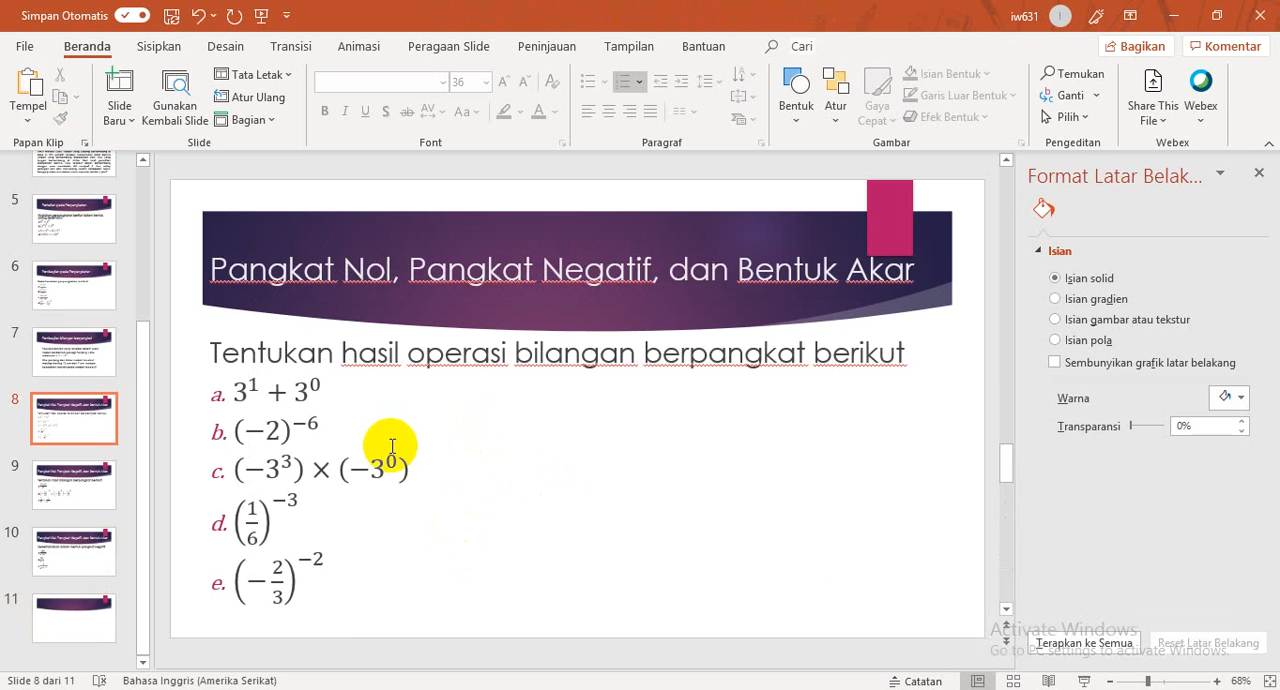 Simpan Otomatis
iw631
I
File Beranda Sisipkan Desain Transisi Animasi Peragaan Slide Peninjauan Tampilan Bantuan Cari Bagikan Komentar
Tempel
Slide Baru
Gunakan Kembali Slide
Tata Letak
Atur Ulang
Bagian
36
Bentuk
Atur
Gaya Cepat
Isian Bentuk
Garis Luar Bentuk
Efek Bentuk
Temukan
Ganti
Pilih
Share This File
Webex
Papan Klip Slide Font Paragraf Gambar Pengeditan Webex
5
6
7
8
9
10
11
Pangkat Nol, Pangkat Negatif, dan Bentuk Akar
Tentukan hasil operasi bilangan berpangkat berikut
a. 3¹ + 3⁰
b. (−2)⁻⁶
c. (−3³) × (−3⁰)
d. (1/6)⁻³
e. (−2/3)⁻²
Format Latar Belak...
Isian
Isian solid
Isian gradien
Isian gambar atau tekstur
Isian pola
Sembunyikan grafik latar belakang
Warna
Transparansi 0%
Activate Windows
Go to PC settings to activate Windows.
Terapkan ke Semua Reset Latar Belakang
Slide 8 dari 11 Bahasa Inggris (Amerika Serikat) Catatan 68%